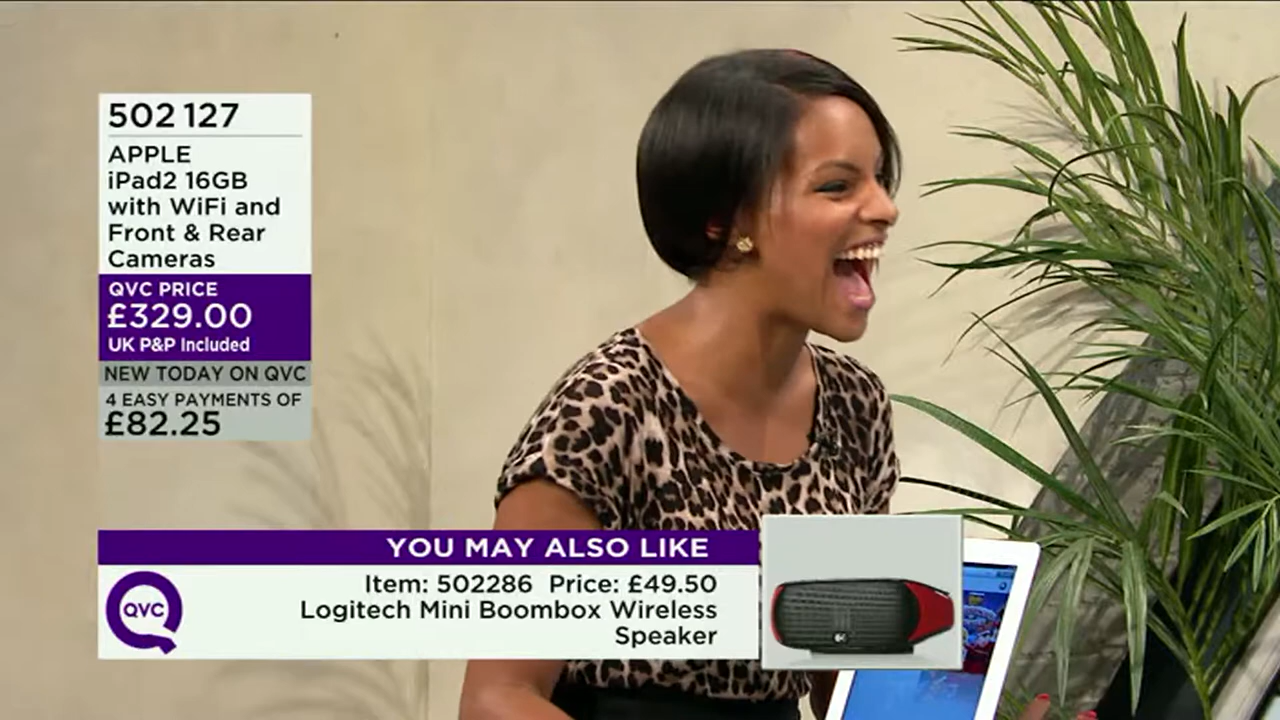 502 127
APPLE
iPad2 16GB
with WiFi and
Front & Rear
Cameras
QVC PRICE
£329.00
UK P&P Included
NEW TODAY ON QVC
4 EASY PAYMENTS OF
£82.25
YOU MAY ALSO LIKE
QVC
Item: 502286 Price: £49.50
Logitech Mini Boombox Wireless
Speaker